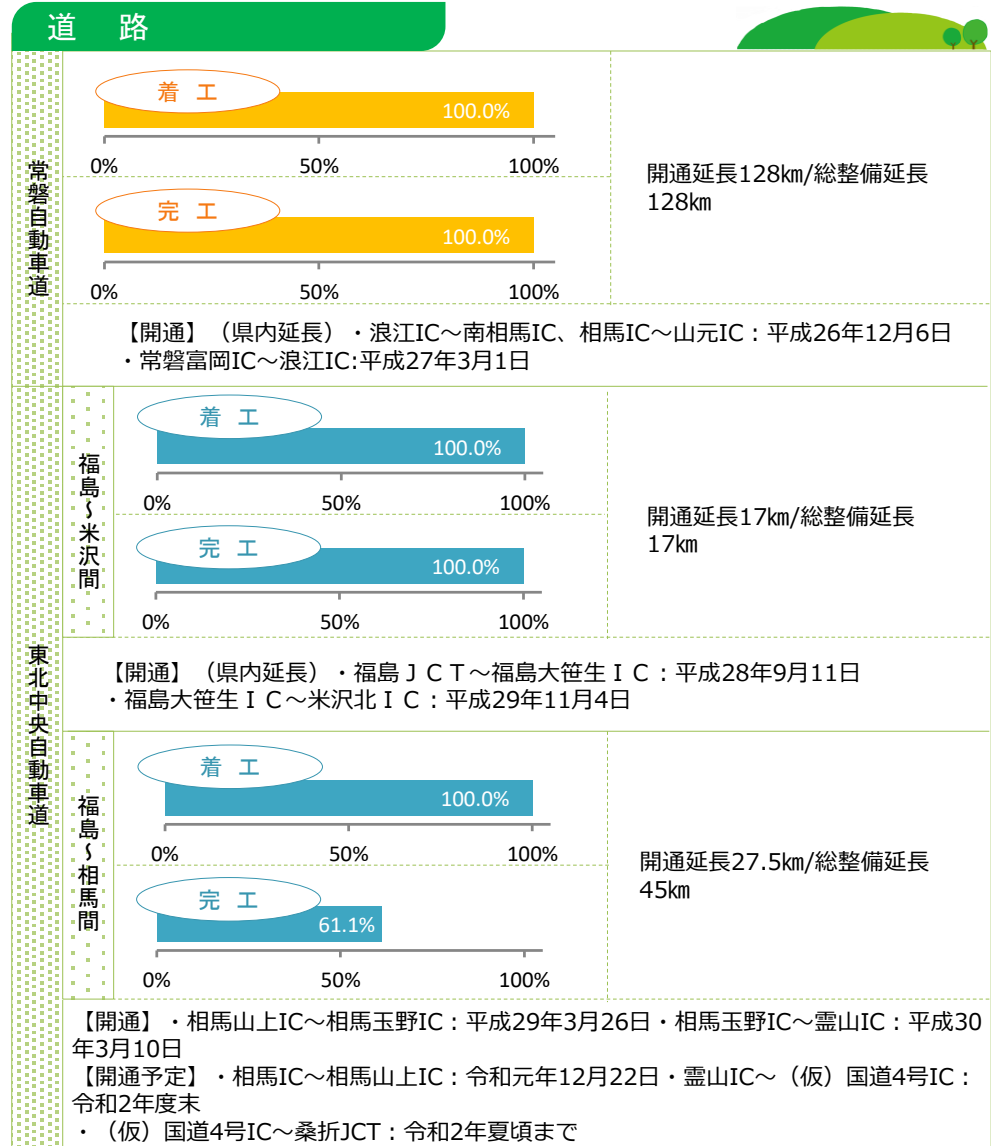 道 路
常磐自動車道
着 工
100.0%
0% 50% 100%
完 工
100.0%
0% 50% 100%
開通延長128㎞/総整備延長
128㎞
【開通】（県内延長）・浪江IC～南相馬IC、相馬IC～山元IC：平成26年12月6日
・常磐富岡IC～浪江IC:平成27年3月1日
東北中央自動車道
福島～米沢間
着 工
100.0%
0% 50% 100%
完 工
100.0%
0% 50% 100%
開通延長17㎞/総整備延長
17㎞
【開通】（県内延長）・福島ＪＣＴ～福島大笹生ＩＣ：平成28年9月11日
・福島大笹生ＩＣ～米沢北ＩＣ：平成29年11月4日
福島～相馬間
着 工
100.0%
0% 50% 100%
完 工
61.1%
0% 50% 100%
開通延長27.5㎞/総整備延長
45㎞
【開通】・相馬山上IC～相馬玉野IC：平成29年3月26日・相馬玉野IC～霊山IC：平成30
年3月10日
【開通予定】・相馬IC～相馬山上IC：令和元年12月22日・霊山IC～（仮）国道4号IC：
令和2年度末
・（仮）国道4号IC～桑折JCT：令和2年夏頃まで